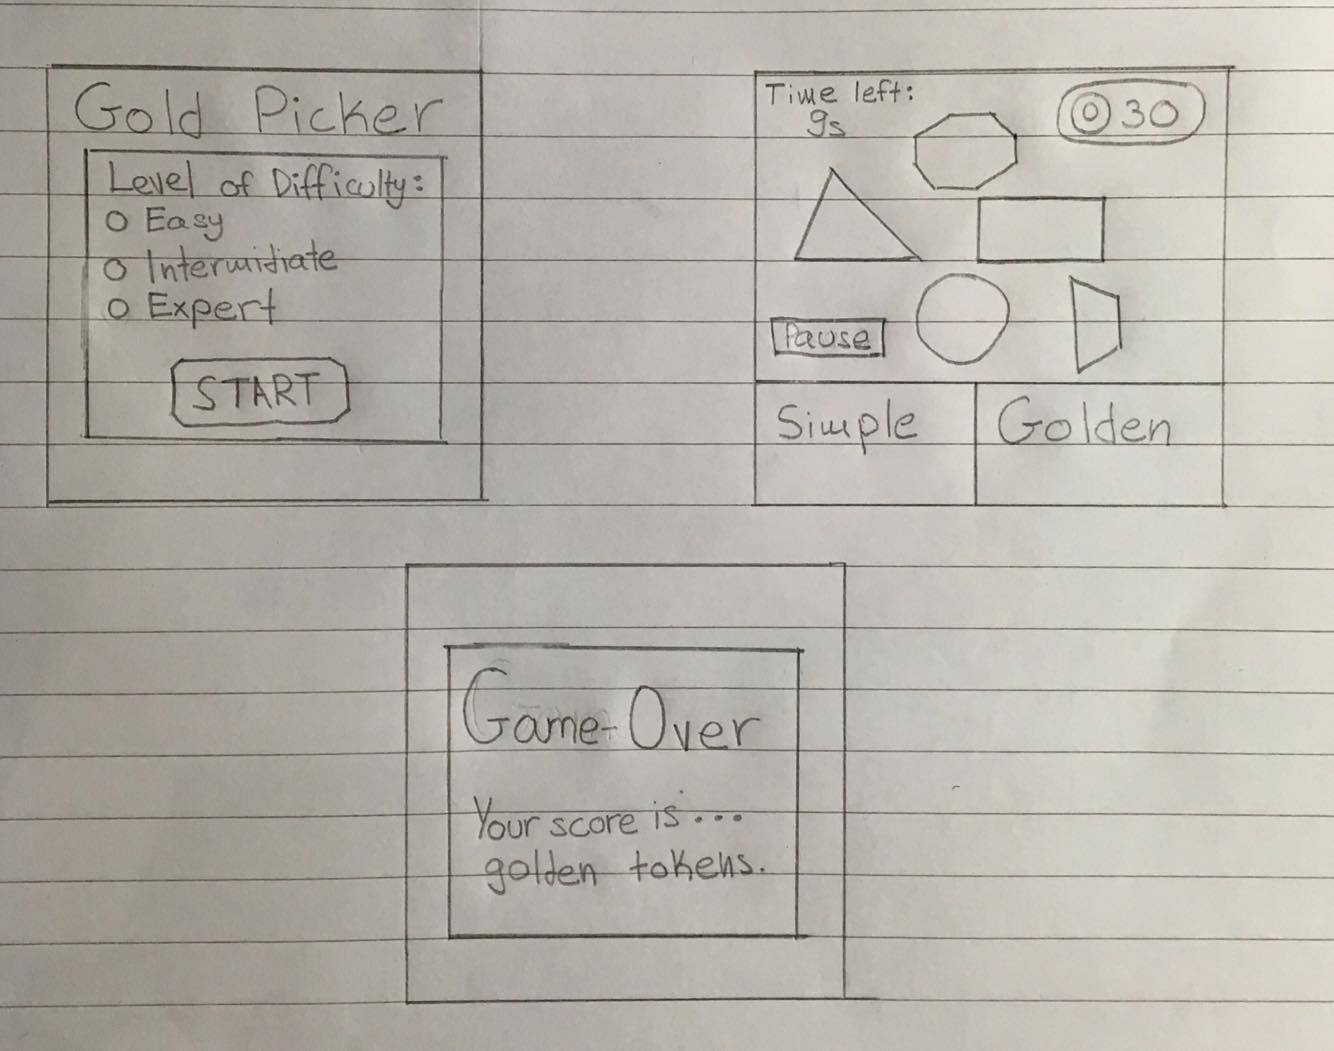 Gold Picker
Level of Difficulty:
Easy
Intermidiate
Expert
START
Time left:
9s
30
Pause
Simple
Golden
Game-Over
Your score is...
golden tokens.